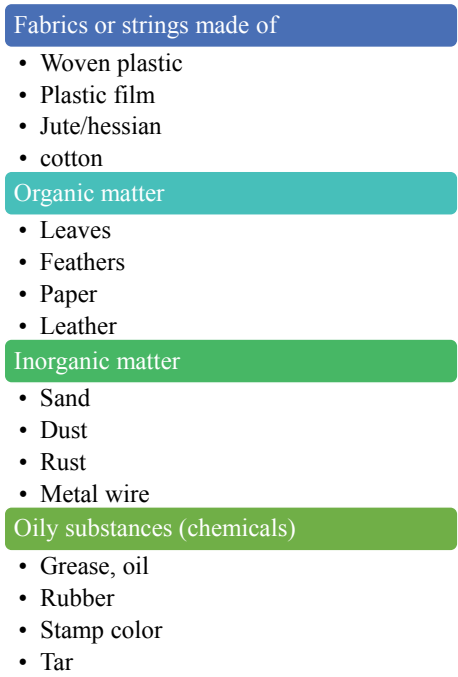 Fabrics or strings made of
• Woven plastic
• Plastic film
• Jute/hessian
• cotton
Organic matter
• Leaves
• Feathers
• Paper
• Leather
Inorganic matter
• Sand
• Dust
• Rust
• Metal wire
Oily substances (chemicals)
• Grease, oil
• Rubber
• Stamp color
• Tar